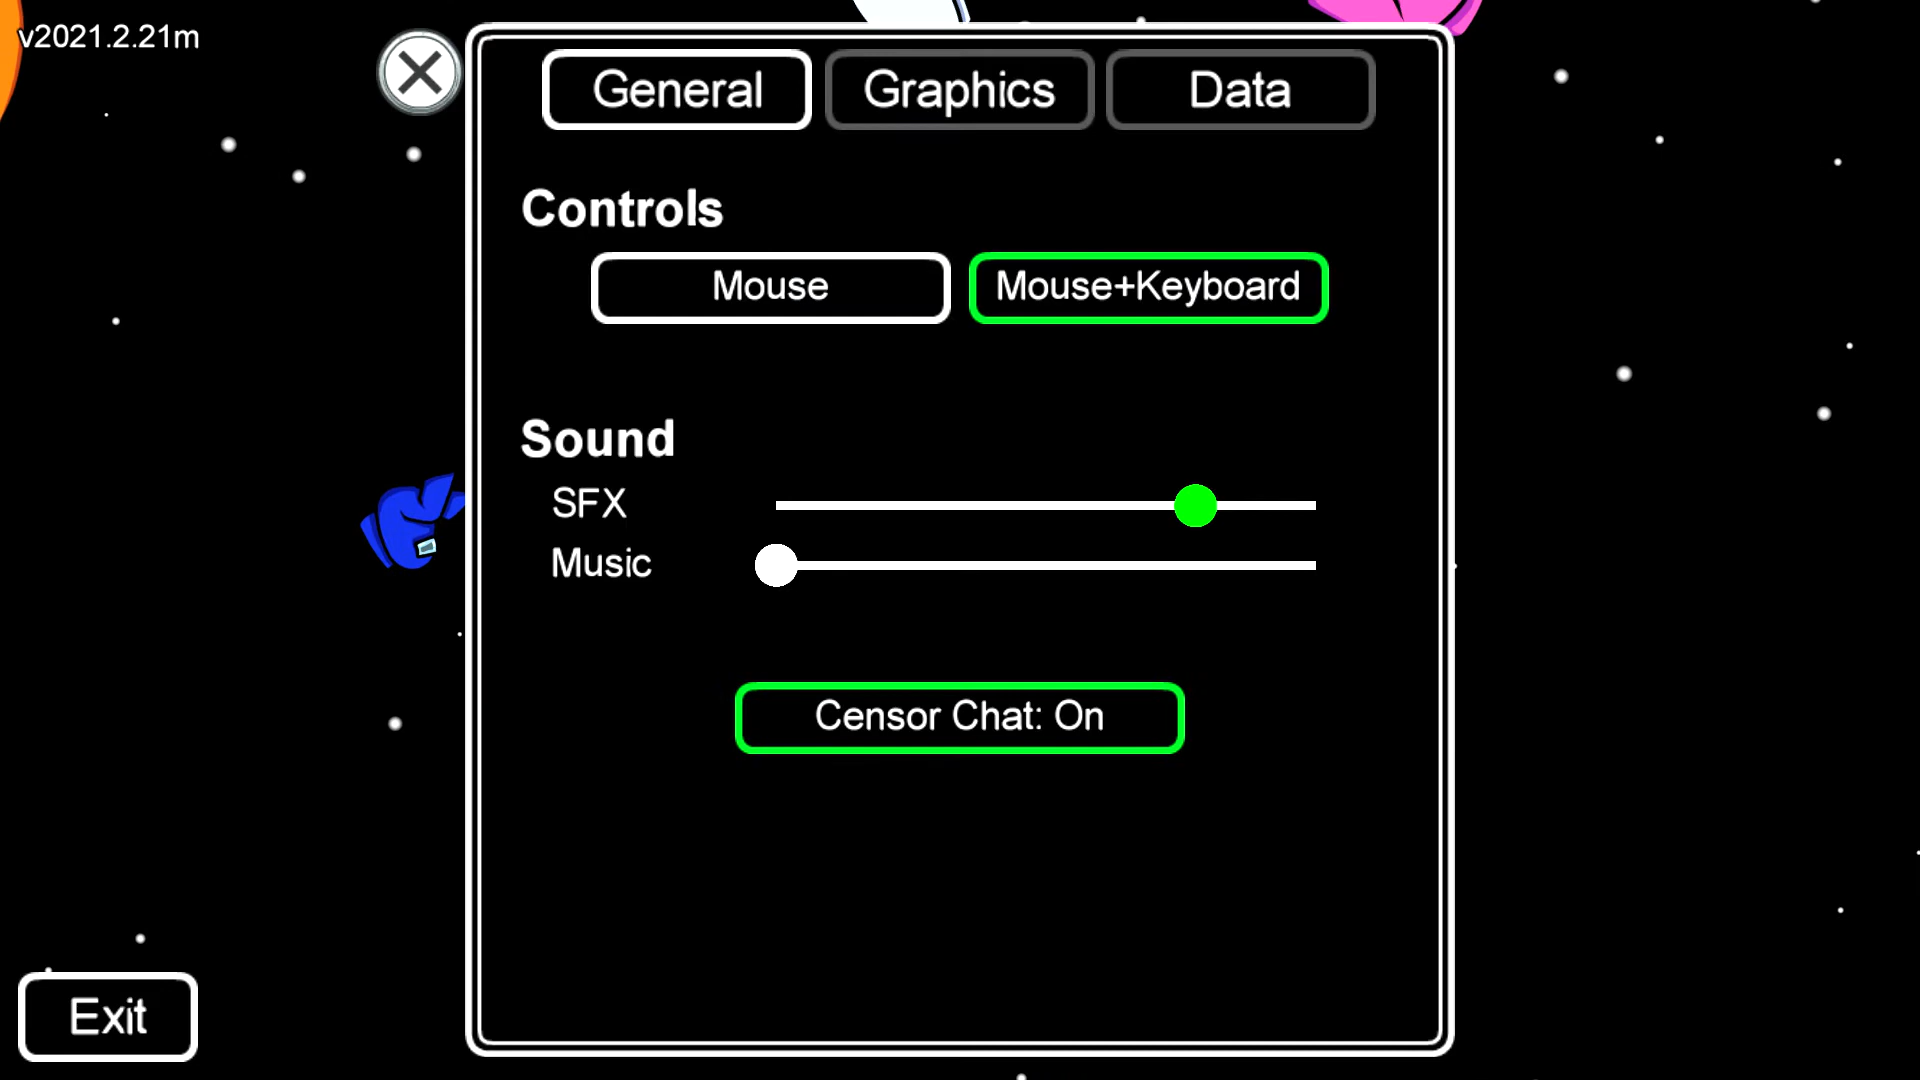 v2021.2.21m
General Graphics Data
Controls
Mouse Mouse+Keyboard
Sound
SFX
Music
Censor Chat: On
Exit